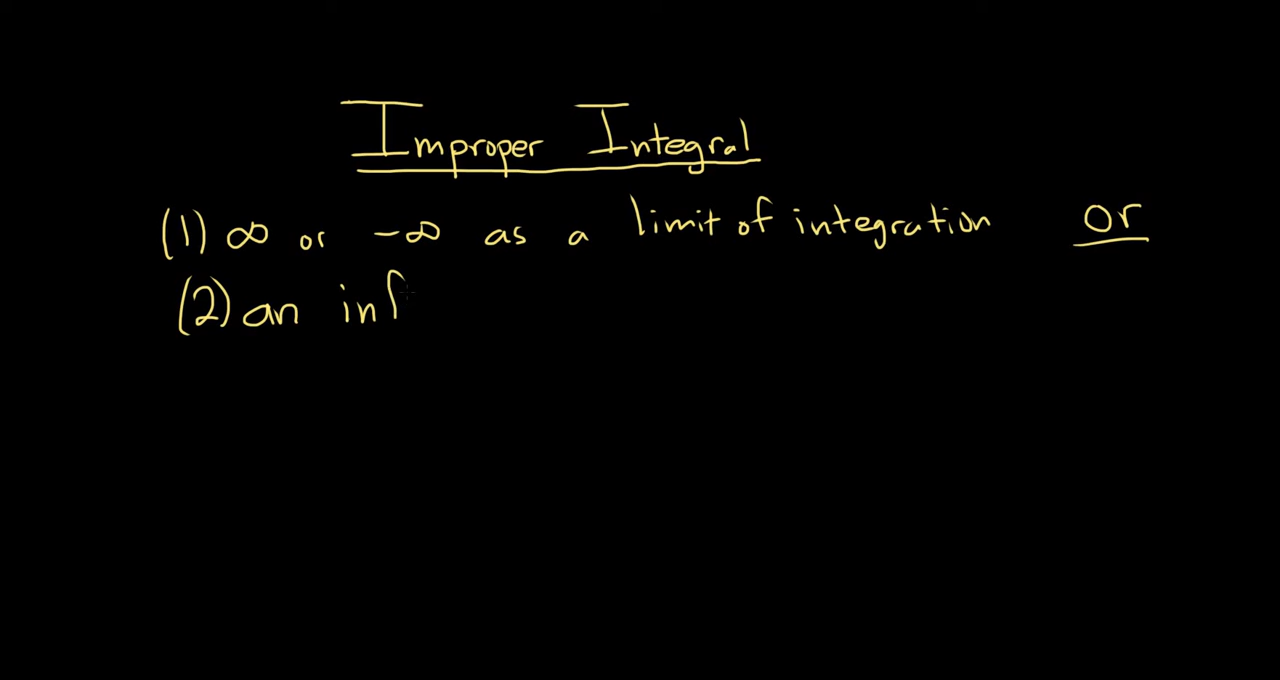 Improper Integral
(1) ∞ or -∞ as a limit of integration or
(2) an inf